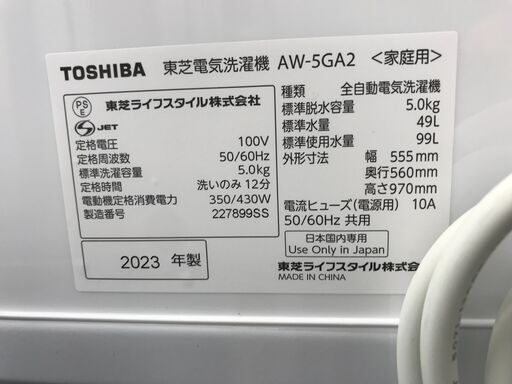 TOSHIBA 東芝電気洗濯機 AW-5GA2 <家庭用>
PS
E
東芝ライフスタイル株式会社
S JET
定格電圧 100V
定格周波数 50/60Hz
標準洗濯容量 5.0kg
定格時間 洗いのみ 12分
電動機定格消費電力 350/430W
製造番号 227899SS
2023 年製
種類 全自動電気洗濯機
標準脱水容量 5.0kg
標準水量 49L
標準使用水量 99L
外形寸法 幅 555mm
奥行560mm
高さ970mm
電流ヒューズ(電源用) 10A
50/60Hz 共用
日本国内専用
Use Only in Japan
東芝ライフスタイル株式会社
MADE IN CHINA